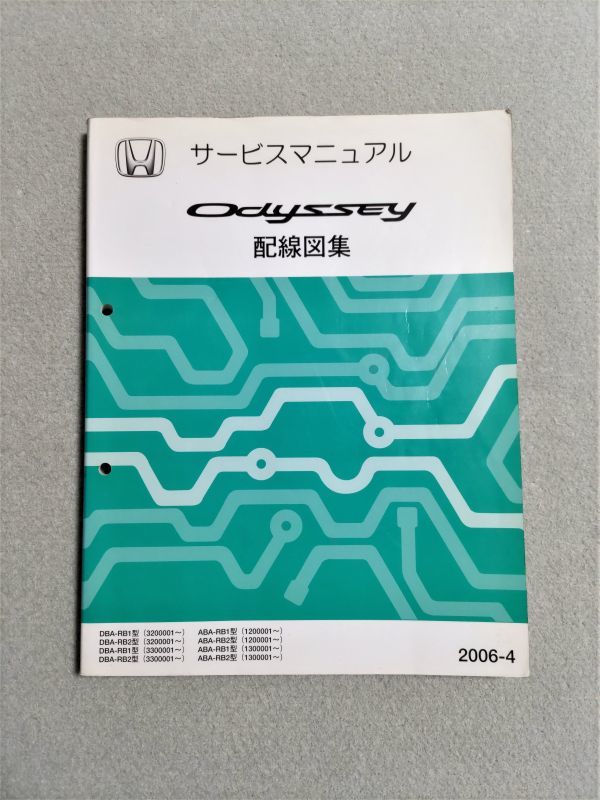 サービスマニュアル
ODYSSEY
配線図集
DBA-RB1型（3200001～） ABA-RB1型（1200001～）
DBA-RB2型（3200001～） ABA-RB2型（1200001～）
DBA-RB1型（3300001～） ABA-RB1型（1300001～）
DBA-RB2型（3300001～） ABA-RB2型（1300001～）
2006-4